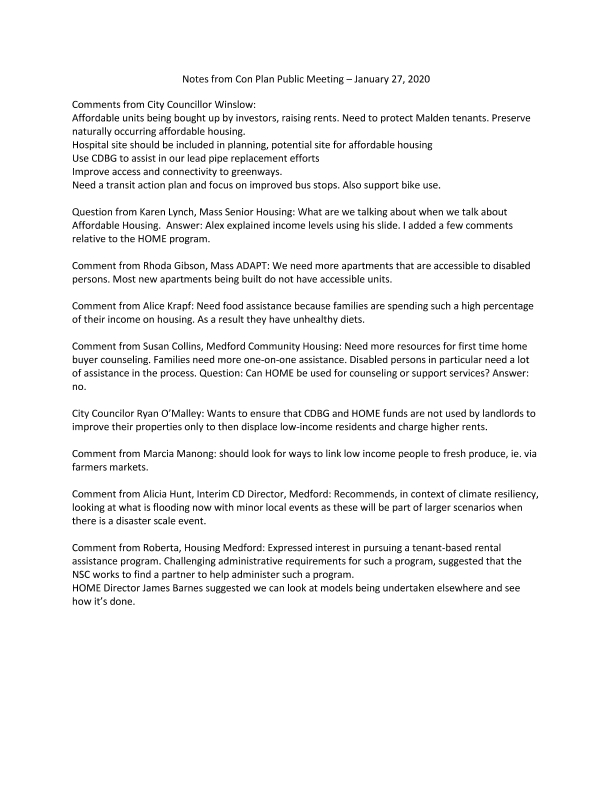 Notes from Con Plan Public Meeting – January 27, 2020
Comments from City Councillor Winslow:
Affordable units being bought up by investors, raising rents. Need to protect Malden tenants. Preserve
naturally occurring affordable housing.
Hospital site should be included in planning, potential site for affordable housing
Use CDBG to assist in our lead pipe replacement efforts
Improve access and connectivity to greenways.
Need a transit action plan and focus on improved bus stops. Also support bike use.
Question from Karen Lynch, Mass Senior Housing: What are we talking about when we talk about
Affordable Housing.  Answer: Alex explained income levels using his slide. I added a few comments
relative to the HOME program.
Comment from Rhoda Gibson, Mass ADAPT: We need more apartments that are accessible to disabled
persons. Most new apartments being built do not have accessible units.
Comment from Alice Krapf: Need food assistance because families are spending such a high percentage
of their income on housing. As a result they have unhealthy diets.
Comment from Susan Collins, Medford Community Housing: Need more resources for first time home
buyer counseling. Families need more one-on-one assistance. Disabled persons in particular need a lot
of assistance in the process. Question: Can HOME be used for counseling or support services? Answer:
no.
City Councilor Ryan O’Malley: Wants to ensure that CDBG and HOME funds are not used by landlords to
improve their properties only to then displace low-income residents and charge higher rents.
Comment from Marcia Manong: should look for ways to link low income people to fresh produce, ie. via
farmers markets.
Comment from Alicia Hunt, Interim CD Director, Medford: Recommends, in context of climate resiliency,
looking at what is flooding now with minor local events as these will be part of larger scenarios when
there is a disaster scale event.
Comment from Roberta, Housing Medford: Expressed interest in pursuing a tenant-based rental
assistance program. Challenging administrative requirements for such a program, suggested that the
NSC works to find a partner to help administer such a program.
HOME Director James Barnes suggested we can look at models being undertaken elsewhere and see
how it’s done.